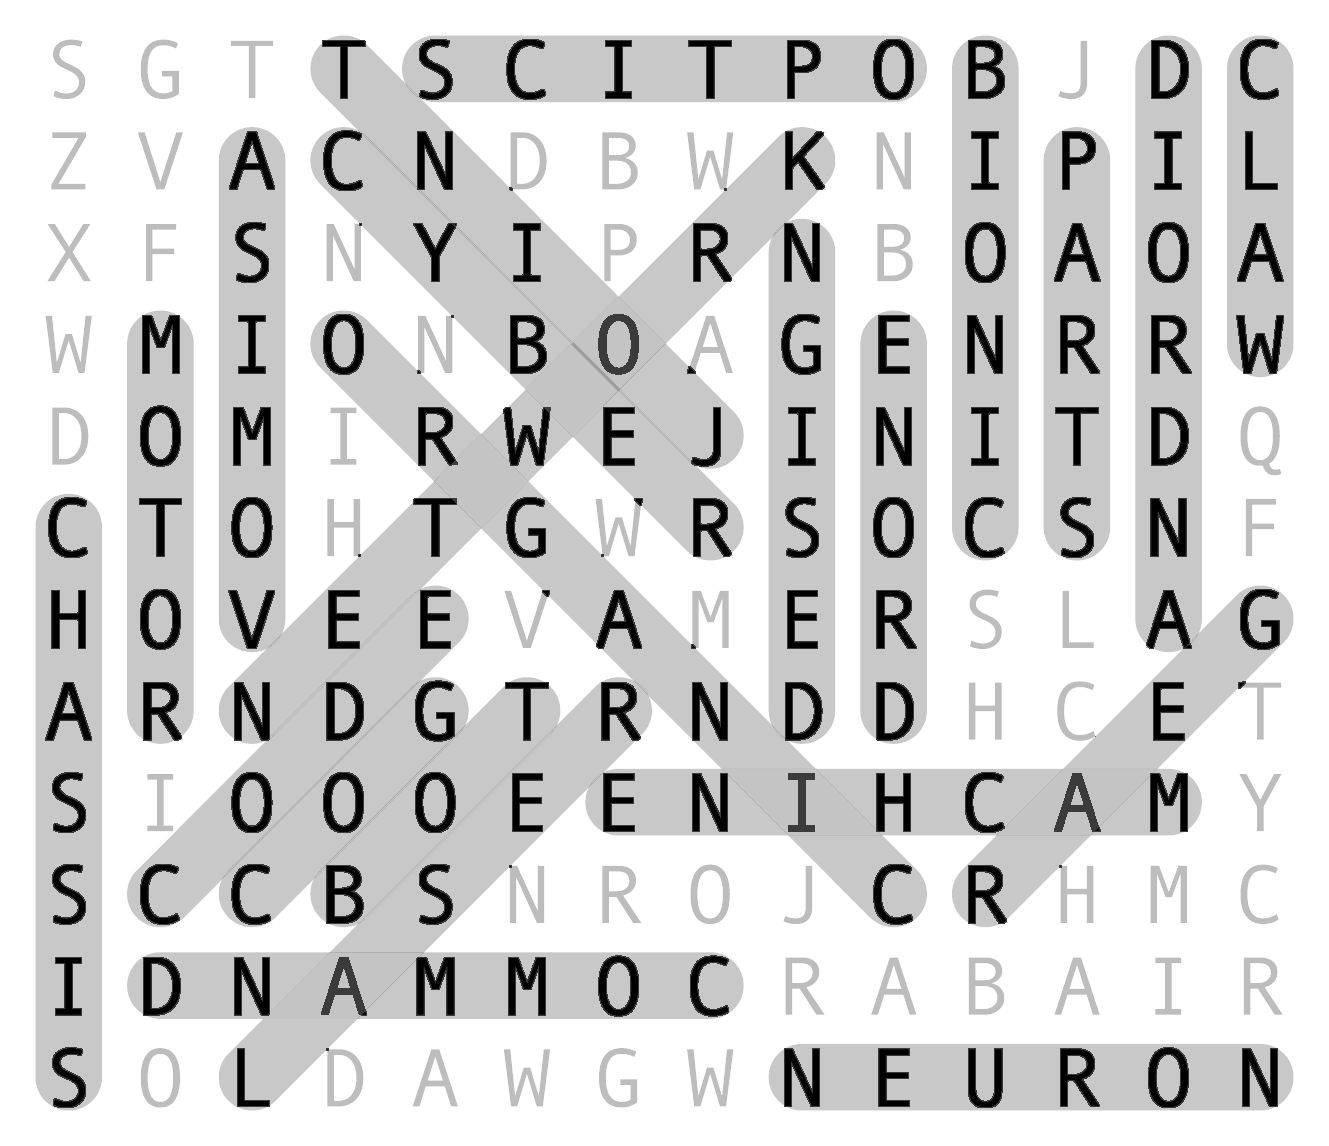 S G T T S C I T P O B J D C
Z V A C N D B W K N I P I L
X F S N Y I P R N B O A O A
W M I O N B O A G E N R R W
D O M I R W E J I N I T D Q
C T O H T G W R S O C S N F
H O V E E V A M E R S L A G
A R N D G T R N D D H C E T
S I O O O E E N I H C A M Y
S C C B S N R O J C R H M C
I D N A M M O C R A B A I R
S O L D A W G W N E U R O N